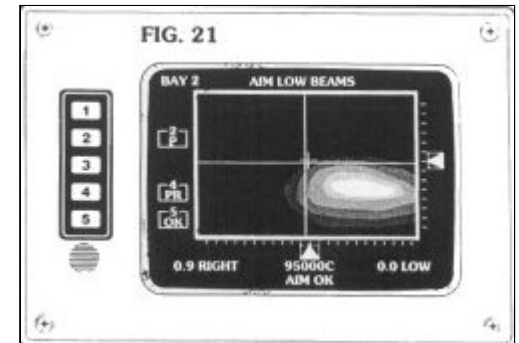 FIG. 21
BAY 2 AIM LOW BEAMS
1
2
3
4
5
2
P
4
PR
5
OK
0.9 RIGHT 95000C 0.0 LOW
AIM OK